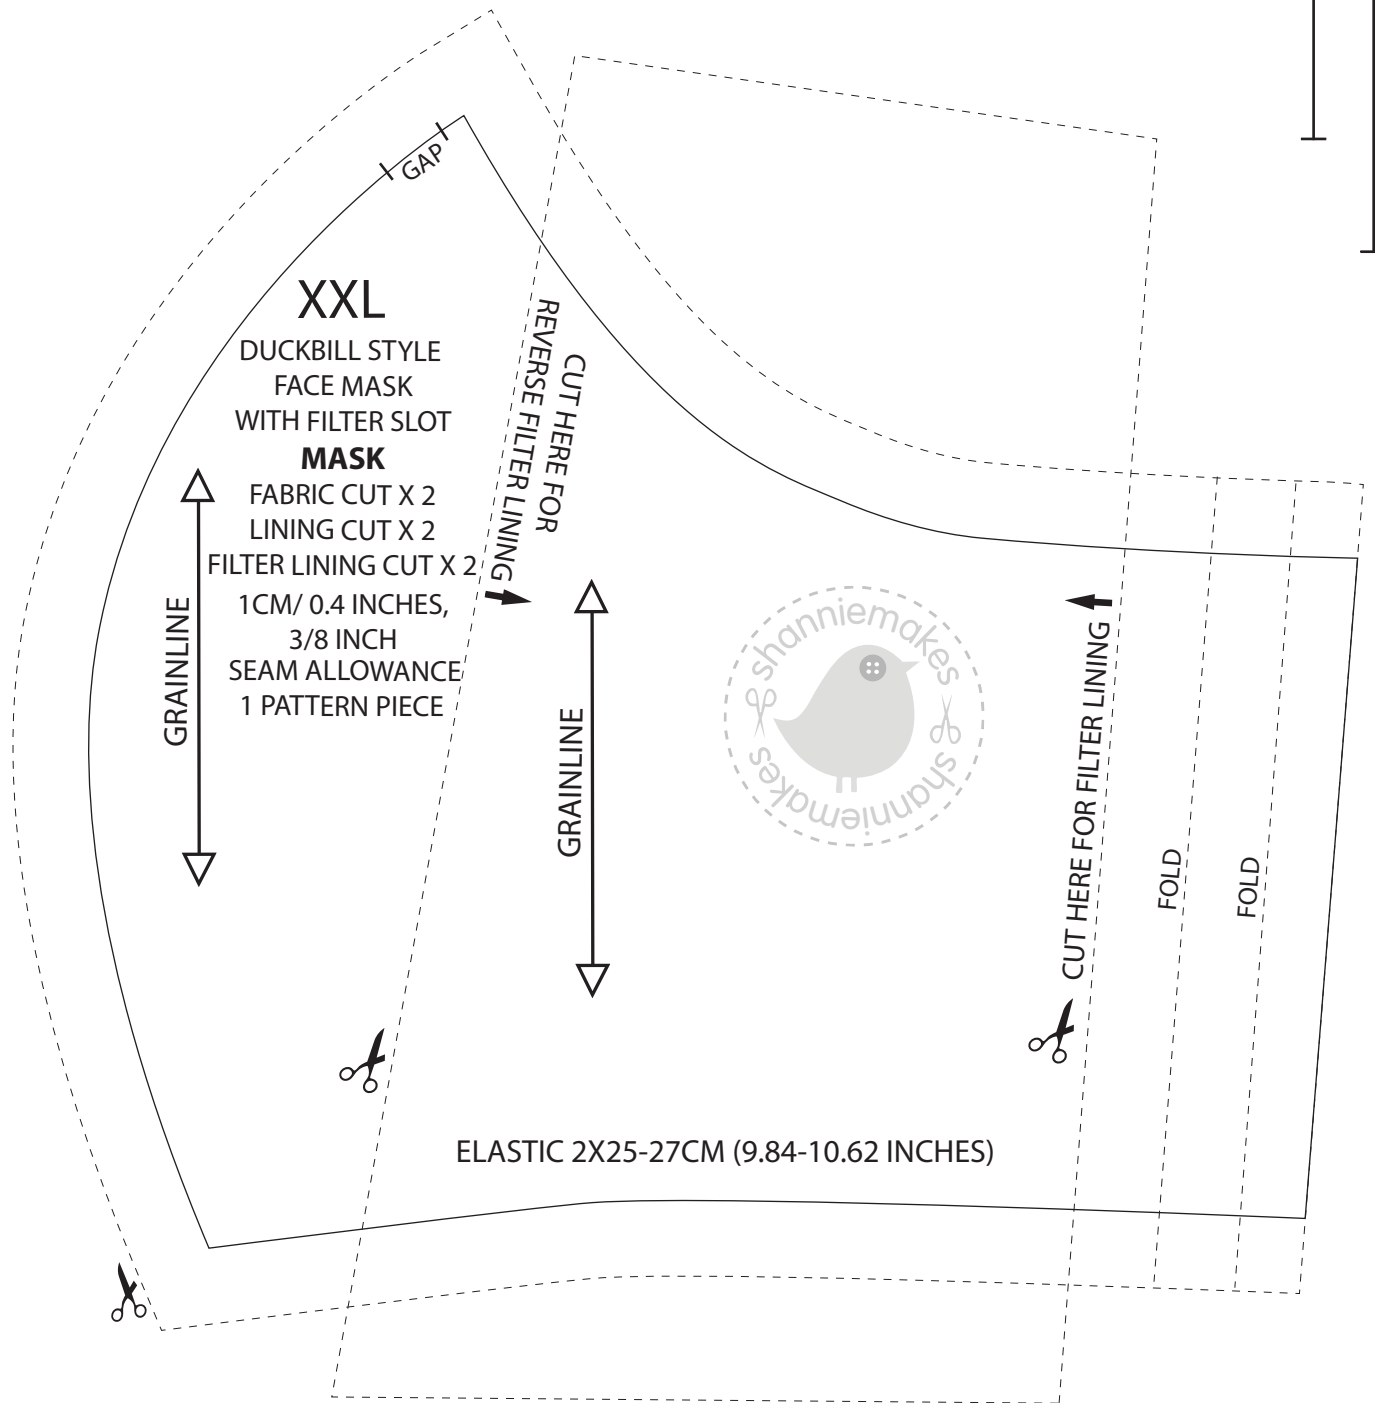 GAP
XXL
DUCKBILL STYLE
FACE MASK
WITH FILTER SLOT
MASK
FABRIC CUT X 2
LINING CUT X 2
FILTER LINING CUT X 2
1CM/ 0.4 INCHES,
3/8 INCH
SEAM ALLOWANCE
1 PATTERN PIECE
GRAINLINE
CUT HERE FOR
REVERSE FILTER LINING
GRAINLINE
shanniemakes
shanniemakes
CUT HERE FOR FILTER LINING
FOLD
FOLD
ELASTIC 2X25-27CM (9.84-10.62 INCHES)